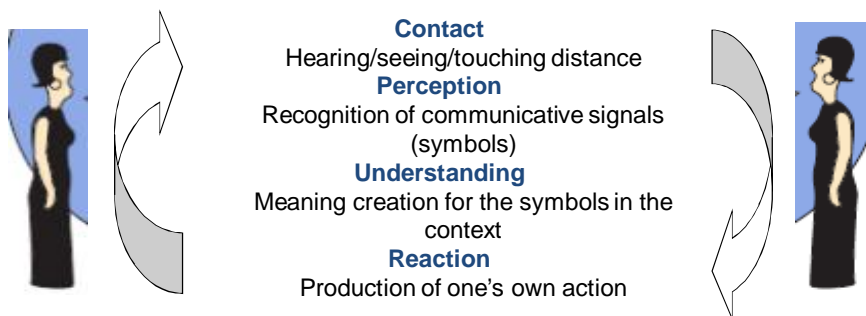 Contact
Hearing/seeing/touching distance
Perception
Recognition of communicative signals
(symbols)
Understanding
Meaning creation for the symbols in the
context
Reaction
Production of one’s own action